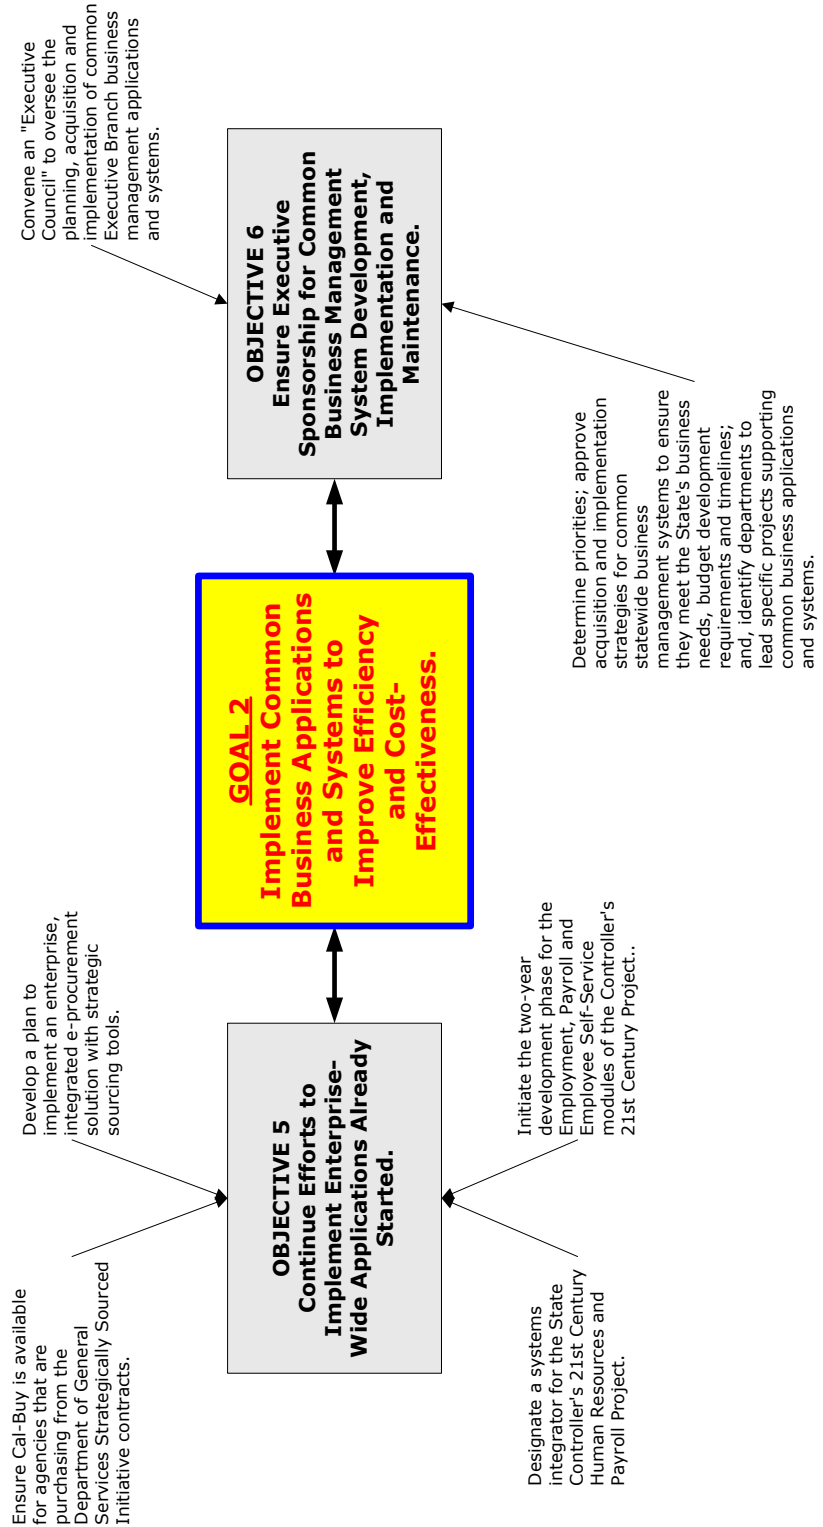 Ensure Cal-Buy is available
for agencies that are
purchasing from the
Department of General
Services Strategically Sourced
Initiative contracts.
Develop a plan to
implement an enterprise,
integrated e-procurement
solution with strategic
sourcing tools.
Convene an "Executive
Council" to oversee the
planning, acquisition and
implementation of common
Executive Branch business
management applications
and systems.
OBJECTIVE 5
Continue Efforts to
Implement Enterprise-
Wide Applications Already
Started.
GOAL 2
Implement Common
Business Applications
and Systems to
Improve Efficiency
and Cost-
Effectiveness.
OBJECTIVE 6
Ensure Executive
Sponsorship for Common
Business Management
System Development,
Implementation and
Maintenance.
Designate a systems
integrator for the State
Controller's 21st Century
Human Resources and
Payroll Project.
Initiate the two-year
development phase for the
Employment, Payroll and
Employee Self-Service
modules of the Controller's
21st Century Project..
Determine priorities; approve
acquisition and implementation
strategies for common
statewide business
management systems to ensure
they meet the State's business
needs, budget development
requirements and timelines;
and, identify departments to
lead specific projects supporting
common business applications
and systems.